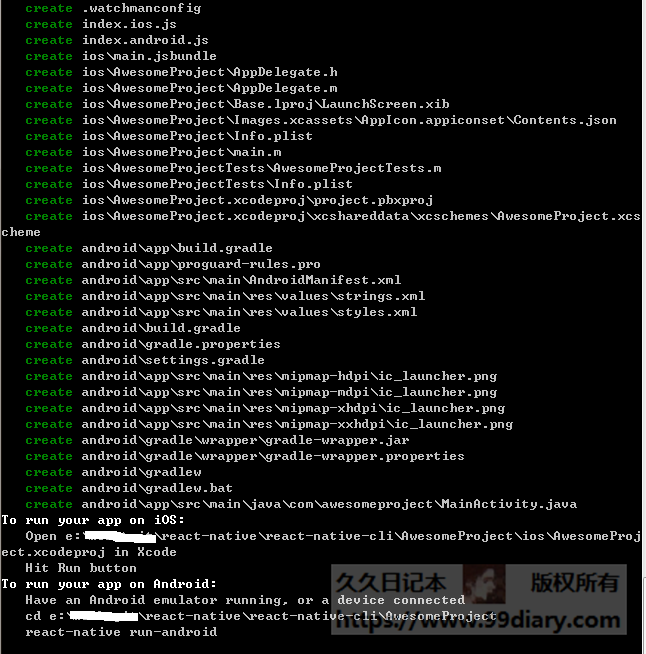 create .watchmanconfig
create index.ios.js
create index.android.js
create ios\main.jsbundle
create ios\AwesomeProject\AppDelegate.h
create ios\AwesomeProject\AppDelegate.m
create ios\AwesomeProject\Base.lproj\LaunchScreen.xib
create ios\AwesomeProject\Images.xcassets\AppIcon.appiconset\Contents.json
create ios\AwesomeProject\Info.plist
create ios\AwesomeProject\main.m
create ios\AwesomeProjectTests\AwesomeProjectTests.m
create ios\AwesomeProjectTests\Info.plist
create ios\AwesomeProject.xcodeproj\project.pbxproj
create ios\AwesomeProject.xcodeproj\xcshareddata\xcschemes\AwesomeProject.xcs
cheme
create android\app\build.gradle
create android\app\proguard-rules.pro
create android\app\src\main\AndroidManifest.xml
create android\app\src\main\res\values\strings.xml
create android\app\src\main\res\values\styles.xml
create android\build.gradle
create android\gradle.properties
create android\settings.gradle
create android\app\src\main\res\mipmap-hdpi\ic_launcher.png
create android\app\src\main\res\mipmap-mdpi\ic_launcher.png
create android\app\src\main\res\mipmap-xhdpi\ic_launcher.png
create android\app\src\main\res\mipmap-xxhdpi\ic_launcher.png
create android\gradle\wrapper\gradle-wrapper.jar
create android\gradle\wrapper\gradle-wrapper.properties
create android\gradlew
create android\gradlew.bat
create android\app\src\main\java\com\awesomeproject\MainActivity.java
To run your app on iOS:
Open e:\ \react-native\react-native-cli\AwesomeProject\ios\AwesomeProj
ect.xcodeproj in Xcode
Hit Run button
To run your app on Android:
Have an Android emulator running, or a device connected
cd e:\ \react-native\react-native-cli\AwesomeProject
react-native run-android
久久日记本 版权所有
https://www.99diary.com